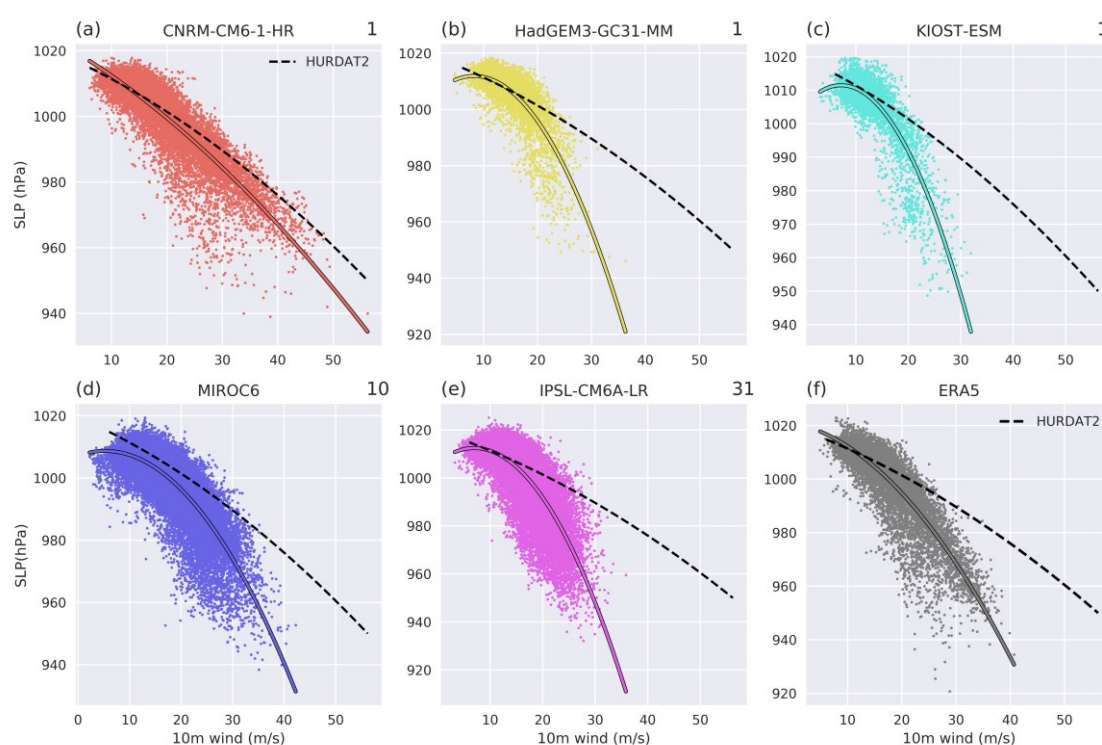 (a) CNRM-CM6-1-HR 1
(b) HadGEM3-GC31-MM 1
(c) KIOST-ESM 1
HURDAT2
SLP (hPa)
1020
1000
980
960
940
10 20 30 40 50
1020
1000
980
960
940
920
10 20 30 40 50
1020
1010
1000
990
980
970
960
950
940
10 20 30 40 50
(d) MIROC6 10
(e) IPSL-CM6A-LR 31
(f) ERA5
HURDAT2
SLP(hPa)
1020
1000
980
960
940
0 10 20 30 40 50
10m wind (m/s)
1020
1000
980
960
940
920
10 20 30 40 50
10m wind (m/s)
1020
1000
980
960
940
920
10 20 30 40 50
10m wind (m/s)